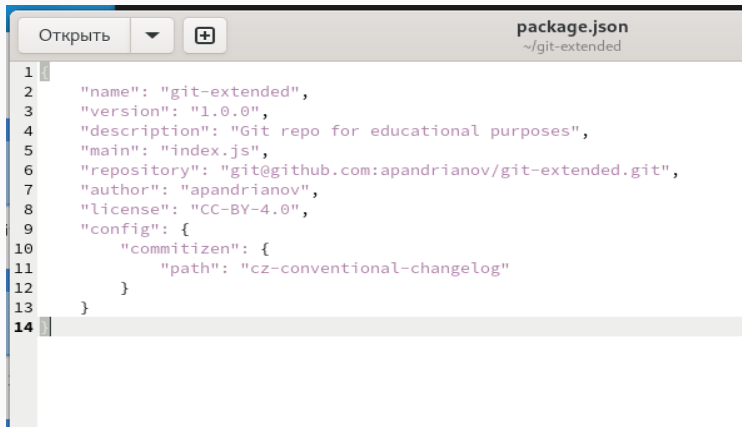 Открыть
package.json
~/git-extended
1 {
2 "name": "git-extended",
3 "version": "1.0.0",
4 "description": "Git repo for educational purposes",
5 "main": "index.js",
6 "repository": "git@github.com:apandrianov/git-extended.git",
7 "author": "apandrianov",
8 "license": "CC-BY-4.0",
9 "config": {
10 "commitizen": {
11 "path": "cz-conventional-changelog"
12 }
13 }
14 }